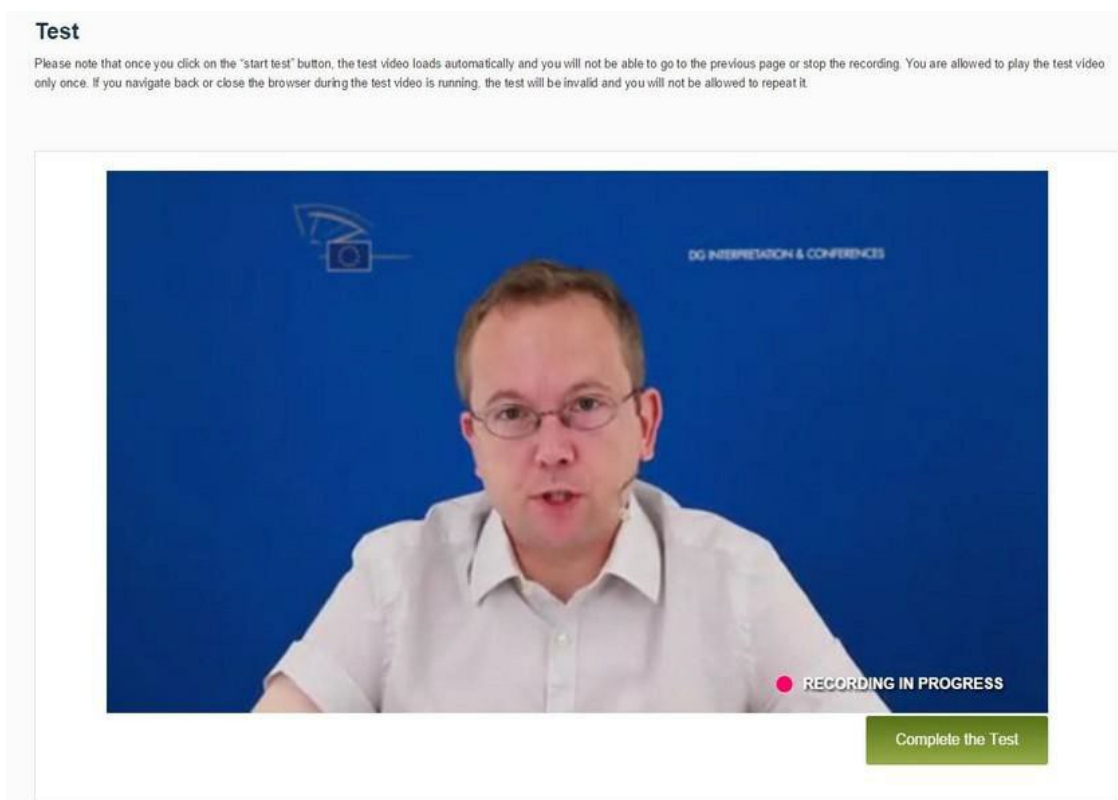 Test
Please note that once you click on the "start test" button, the test video loads automatically and you will not be able to go to the previous page or stop the recording. You are allowed to play the test video
only once. If you navigate back or close the browser during the test video is running, the test will be invalid and you will not be allowed to repeat it.
DG INTERPRETATION & CONFERENCES
RECORDING IN PROGRESS
Complete the Test